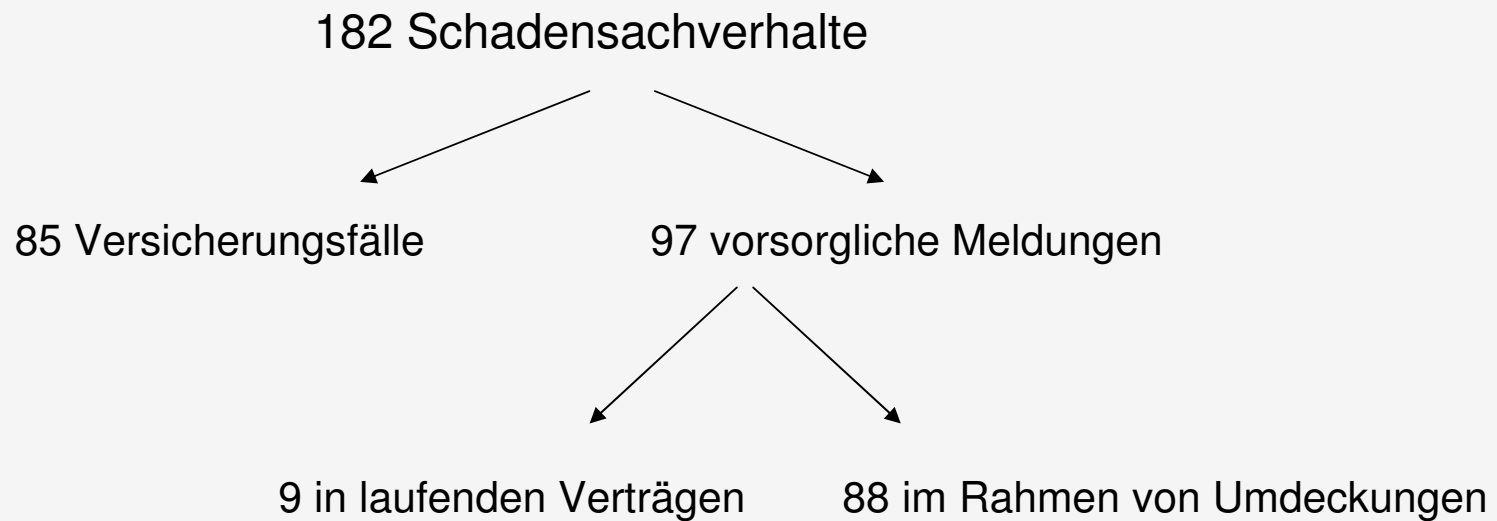 182 Schadensachverhalte
85 Versicherungsfälle 97 vorsorgliche Meldungen
9 in laufenden Verträgen 88 im Rahmen von Umdeckungen